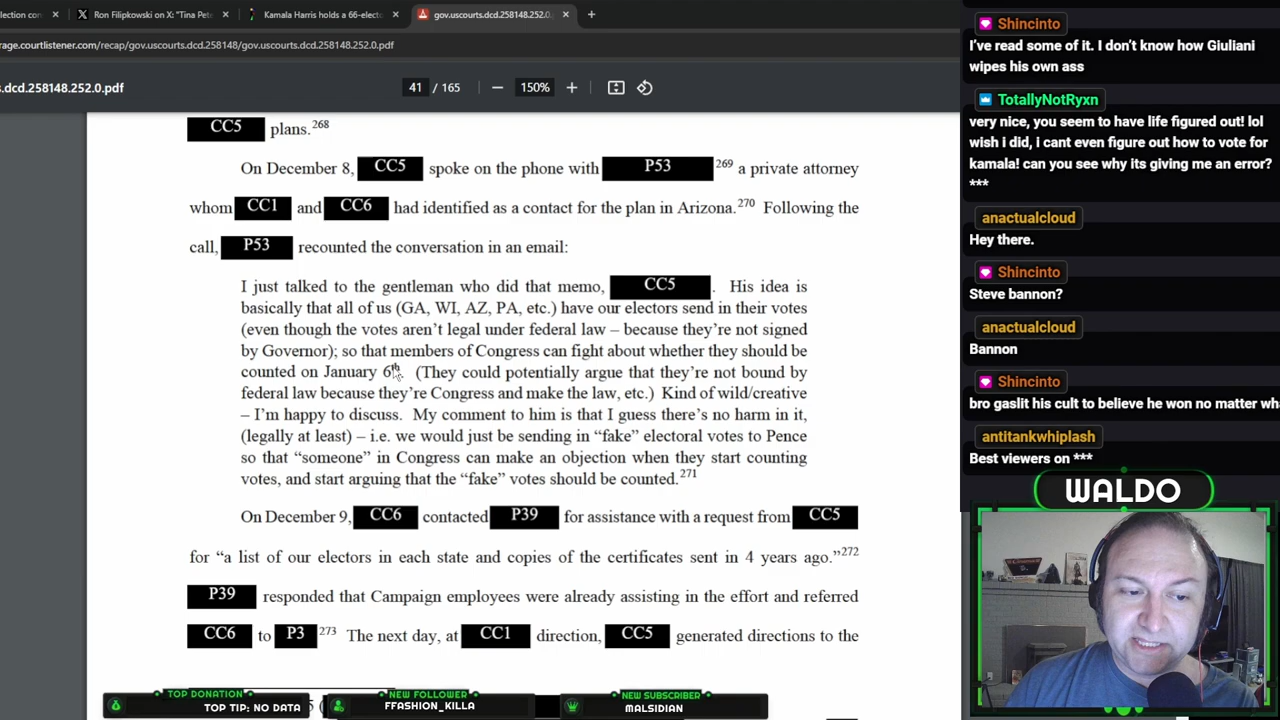 lection con
Ron Filipkowski on X: "Tina Pete
Kamala Harris holds a 66-electo
gov.uscourts.dcd.258148.252.0.
rage.courtlistener.com/recap/gov.uscourts.dcd.258148/gov.uscourts.dcd.258148.252.0.pdf
s.dcd.258148.252.0.pdf
41 / 165
150%
CC5 plans.268
On December 8, CC5 spoke on the phone with P53 269 a private attorney
whom CC1 and CC6 had identified as a contact for the plan in Arizona.270 Following the
call, P53 recounted the conversation in an email:
I just talked to the gentleman who did that memo, CC5 . His idea is
basically that all of us (GA, WI, AZ, PA, etc.) have our electors send in their votes
(even though the votes aren't legal under federal law – because they're not signed
by Governor); so that members of Congress can fight about whether they should be
counted on January 6th. (They could potentially argue that they're not bound by
federal law because they're Congress and make the law, etc.) Kind of wild/creative
– I'm happy to discuss. My comment to him is that I guess there's no harm in it,
(legally at least) – i.e. we would just be sending in "fake" electoral votes to Pence
so that "someone" in Congress can make an objection when they start counting
votes, and start arguing that the "fake" votes should be counted.271
On December 9, CC6 contacted P39 for assistance with a request from CC5
for "a list of our electors in each state and copies of the certificates sent in 4 years ago."272
P39 responded that Campaign employees were already assisting in the effort and referred
CC6 to P3 273 The next day, at CC1 direction, CC5 generated directions to the
TOP DONATION
TOP TIP: NO DATA
NEW FOLLOWER
FFASHION_KILLA
NEW SUBSCRIBER
MALSIDIAN
Shincinto
I've read some of it. I don't know how Giuliani
wipes his own ass
TotallyNotRyxn
very nice, you seem to have life figured out! lol
wish i did, i cant even figure out how to vote for
kamala! can you see why its giving me an error?
***
anactualcloud
Hey there.
Shincinto
Steve bannon?
anactualcloud
Bannon
Shincinto
bro gaslit his cult to believe he won no matter wh
antitankwhiplash
Best viewers on ***
WALDO